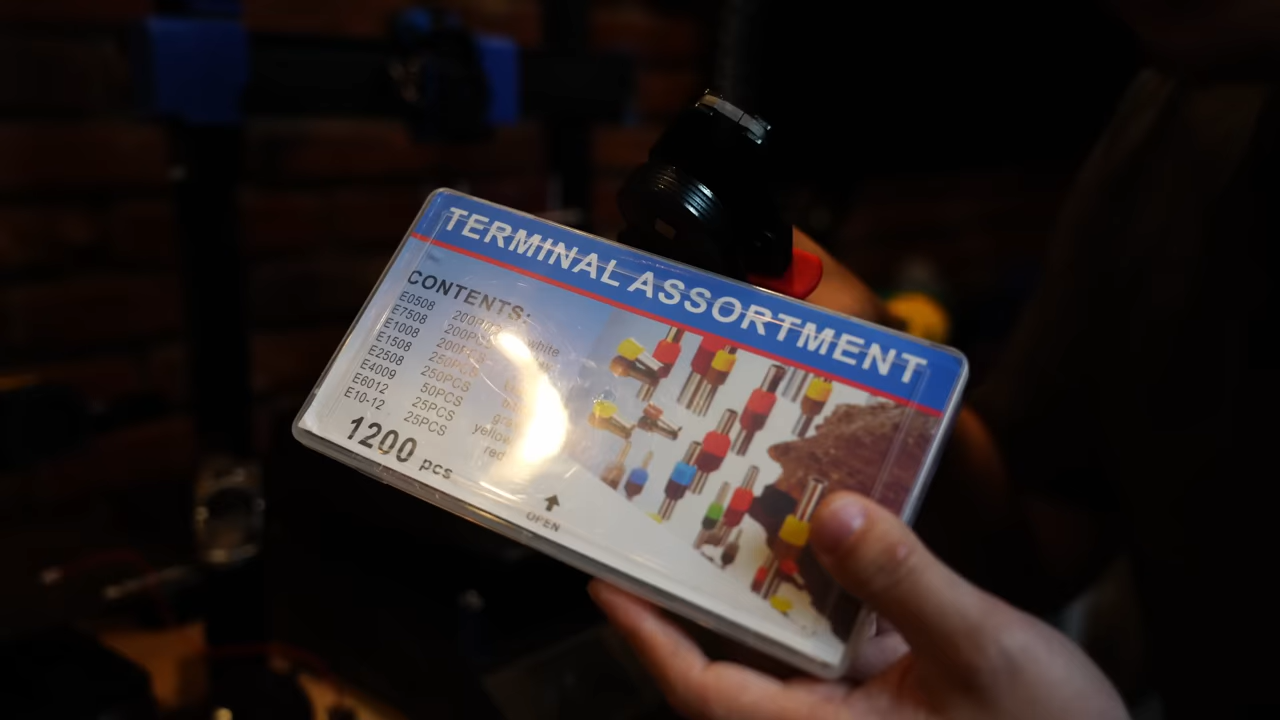 TERMINAL ASSORTMENT
CONTENTS:
E0508 200PCS white
E7508 200PCS
E1008 200PCS
E1508 250PCS
E2508 250PCS
E4009 50PCS
E6012 25PCS yellow
E10-12 25PCS red
1200 pcs
OPEN